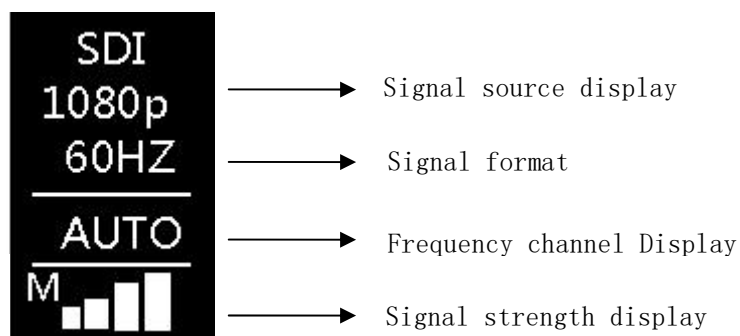 SDI
1080p
60HZ
AUTO
M
Signal source display
Signal format
Frequency channel Display
Signal strength display